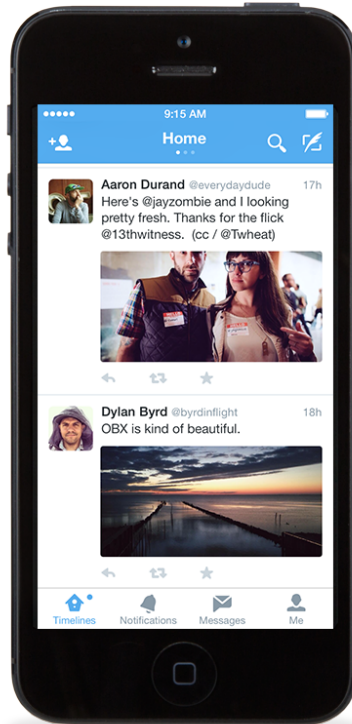 9:15 AM
Home
Aaron Durand @everydaydude 17h
Here's @jayzombie and I looking
pretty fresh. Thanks for the flick
@13thwitness. (cc / @Twheat)
Dylan Byrd @byrdinflight 18h
OBX is kind of beautiful.
Timelines Notifications Messages Me